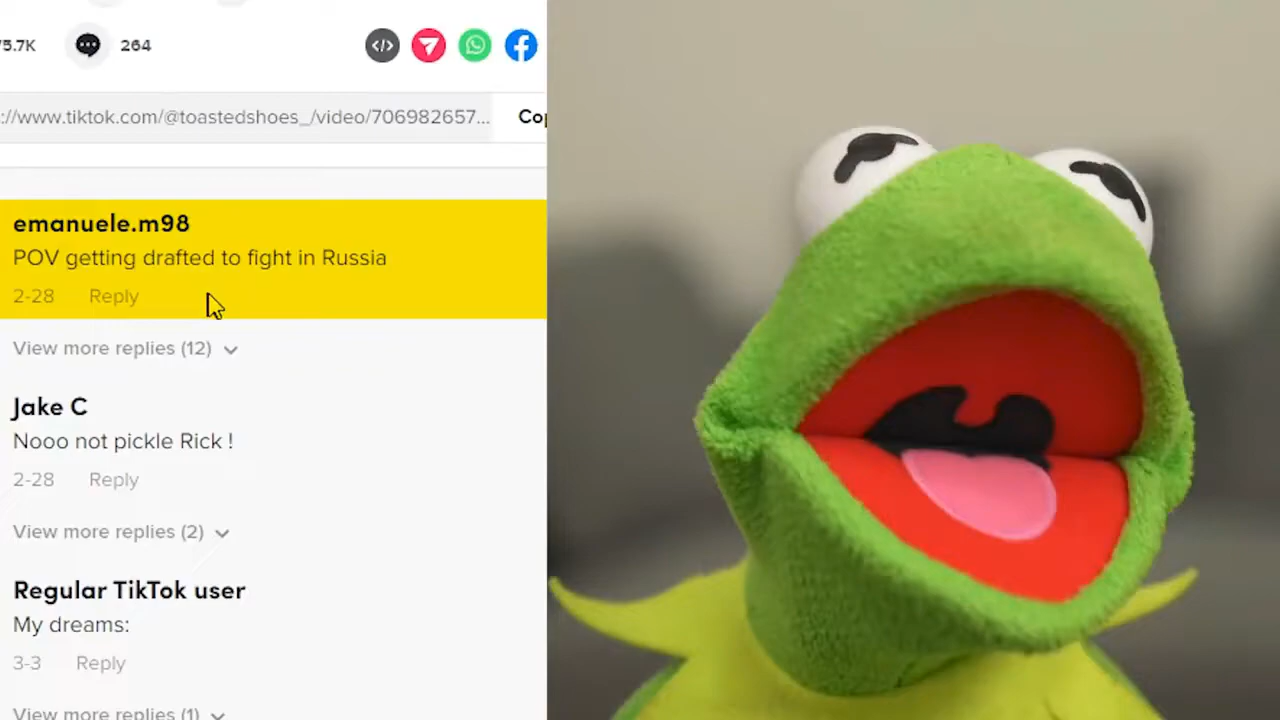 75.7K
264
://www.tiktok.com/@toastedshoes_/video/706982657...
emanuele.m98
POV getting drafted to fight in Russia
2-28 Reply
View more replies (12)
Jake C
Nooo not pickle Rick !
2-28 Reply
View more replies (2)
Regular TikTok user
My dreams:
3-3 Reply
View more replies (1)